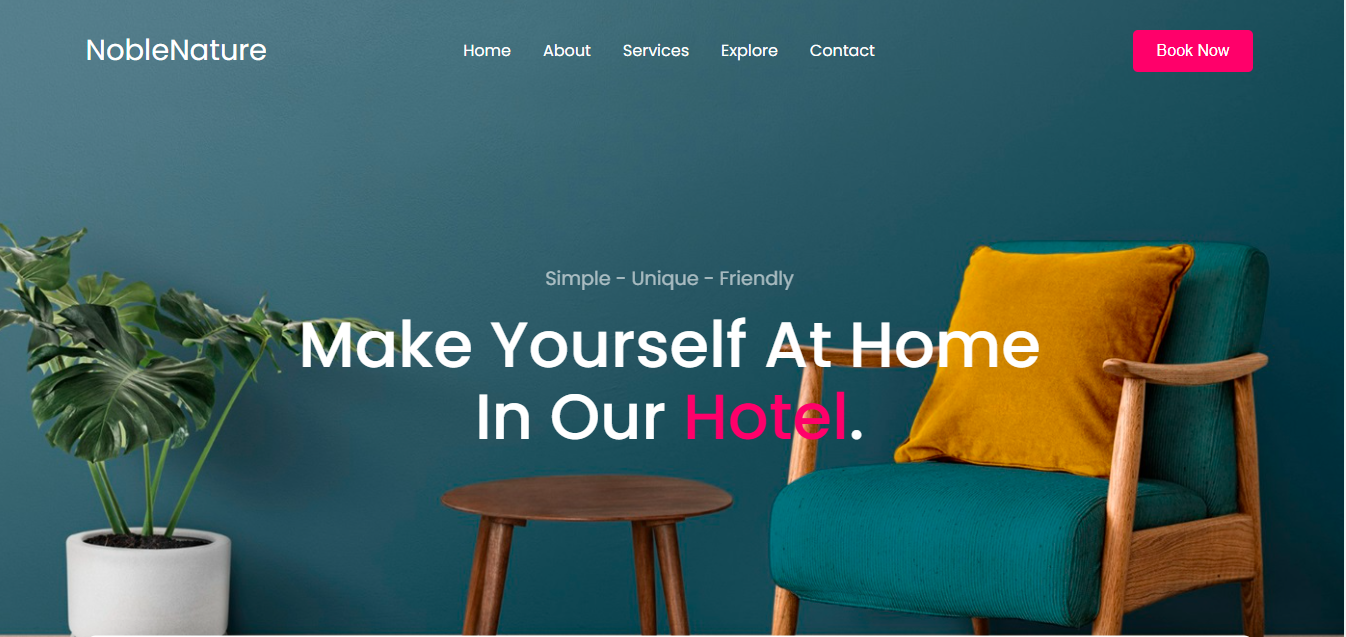 NobleNature
Home About Services Explore Contact
Book Now
Simple - Unique - Friendly
Make Yourself At Home
In Our Hotel.